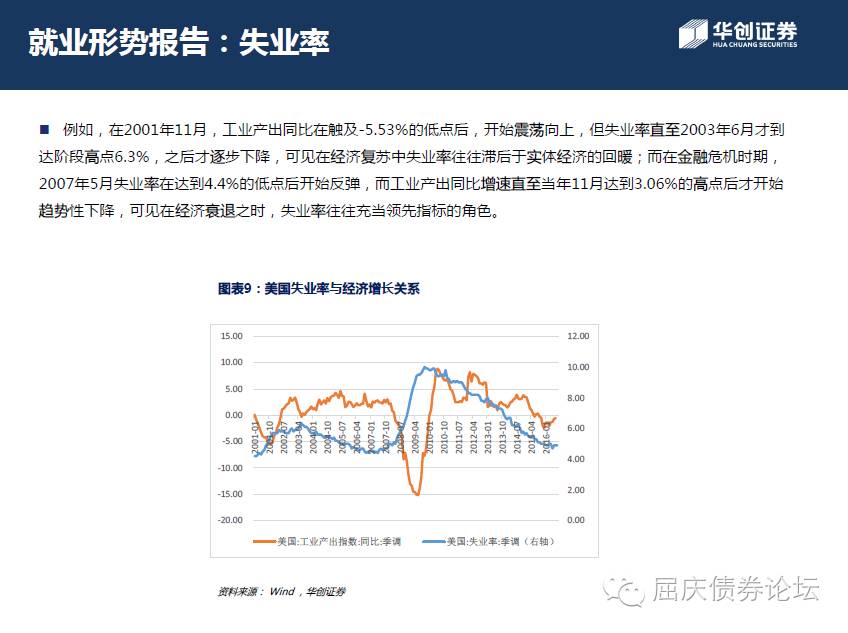 就业形势报告：失业率
华创证券
HUA CHUANG SECURITIES
■ 例如，在2001年11月，工业产出同比在触及-5.53%的低点后，开始震荡向上，但失业率直至2003年6月才到
达阶段高点6.3%，之后才逐步下降，可见在经济复苏中失业率往往滞后于实体经济的回暖；而在金融危机时期，
2007年5月失业率在达到4.4%的低点后开始反弹，而工业产出同比增速直至当年11月达到3.06%的高点后才开始
趋势性下降，可见在经济衰退之时，失业率往往充当领先指标的角色。
图表9：美国失业率与经济增长关系
15.00 12.00
10.00 10.00
5.00 8.00
0.00 6.00
-5.00 4.00
-10.00 2.00
-15.00 0.00
-20.00
2001-01
2001-10
2002-07
2003-04
2004-01
2004-10
2005-07
2006-04
2007-01
2007-10
2008-07
2009-04
2010-01
2010-10
2011-07
2012-04
2013-01
2013-10
2014-07
2015-04
2016-01
美国:工业产出指数:同比:季调 美国:失业率:季调（右轴）
资料来源： Wind，华创证券
屈庆债券论坛